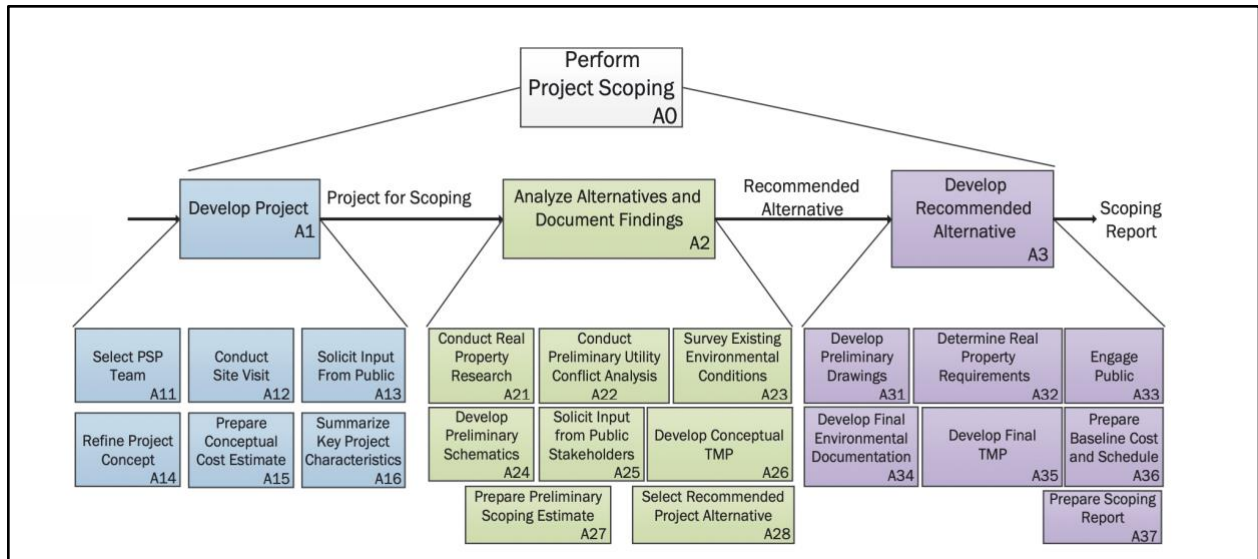 Perform
Project Scoping
A0
Develop Project
A1
Project for Scoping
Analyze Alternatives and
Document Findings
A2
Recommended
Alternative
Develop
Recommended
Alternative
A3
Scoping
Report
Select PSP
Team
A11
Conduct
Site Visit
A12
Solicit Input
From Public
A13
Refine Project
Concept
A14
Prepare
Conceptual
Cost Estimate
A15
Summarize
Key Project
Characteristics
A16
Conduct Real
Property
Research
A21
Conduct
Preliminary Utility
Conflict Analysis
A22
Survey Existing
Environmental
Conditions
A23
Develop
Preliminary
Schematics
A24
Solicit Input
from Public
Stakeholders
A25
Develop Conceptual
TMP
A26
Prepare Preliminary
Scoping Estimate
A27
Select Recommended
Project Alternative
A28
Develop
Preliminary
Drawings
A31
Determine Real
Property
Requirements
A32
Engage
Public
A33
Develop Final
Environmental
Documentation
A34
Develop Final
TMP
A35
Prepare
Baseline Cost
and Schedule
A36
Prepare Scoping
Report
A37